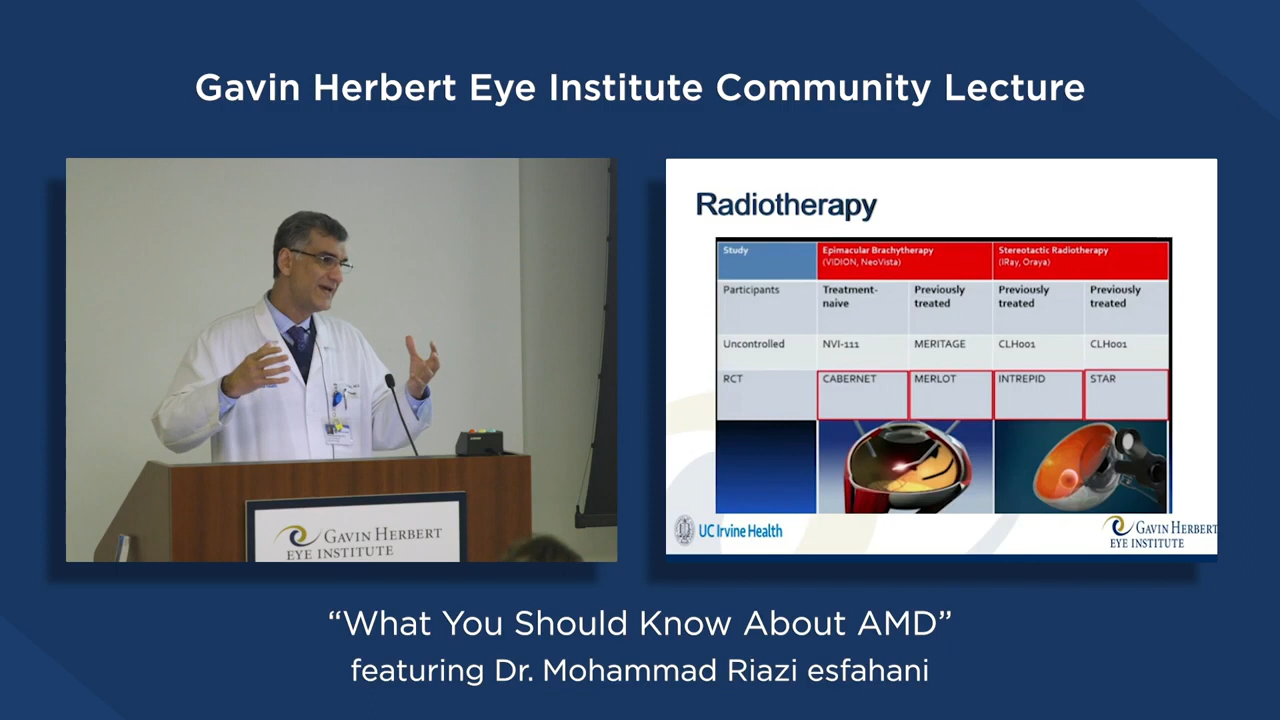 Gavin Herbert Eye Institute Community Lecture
GAVIN HERBERT
EYE INSTITUTE
Radiotherapy
Study
Epimacular Brachytherapy
(VIDION, NeoVista)
Stereotactic Radiotherapy
(IRay, Oraya)
Participants
Treatment-
naive
Previously
treated
Previously
treated
Previously
treated
Uncontrolled
NVI-111
MERITAGE
CLH001
CLH001
RCT
CABERNET
MERLOT
INTREPID
STAR
UC Irvine Health
GAVIN HERBERT
EYE INSTITUTE
“What You Should Know About AMD”
featuring Dr. Mohammad Riazi esfahani